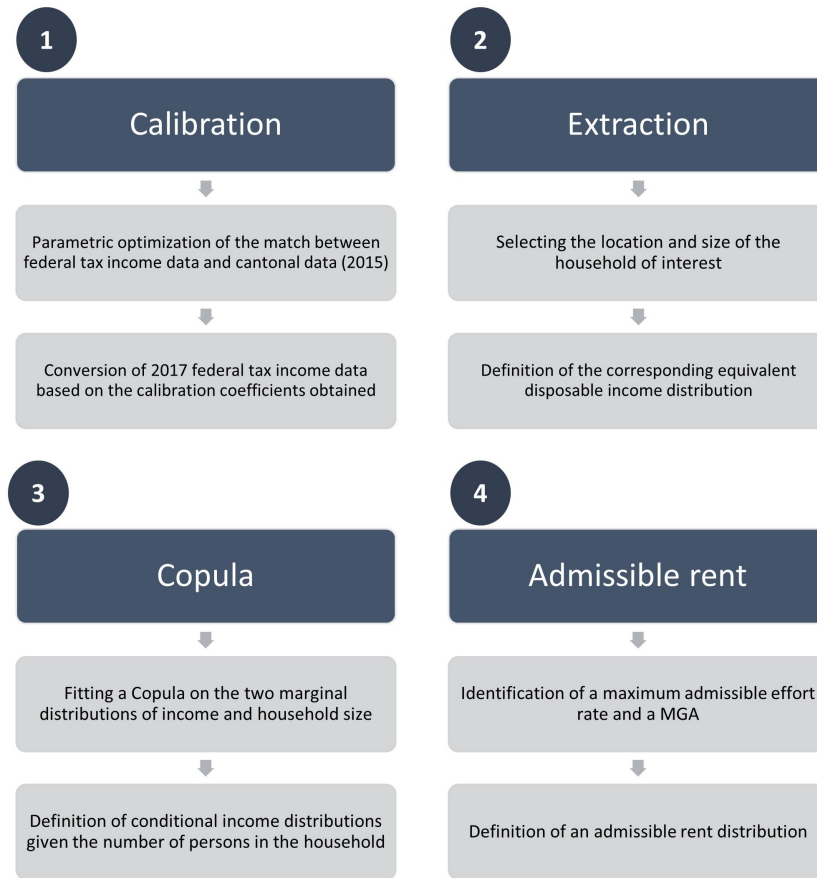 1
Calibration
Parametric optimization of the match between
federal tax income data and cantonal data (2015)
Conversion of 2017 federal tax income data
based on the calibration coefficients obtained
2
Extraction
Selecting the location and size of the
household of interest
Definition of the corresponding equivalent
disposable income distribution
3
Copula
Fitting a Copula on the two marginal
distributions of income and household size
Definition of conditional income distributions
given the number of persons in the household
4
Admissible rent
Identification of a maximum admissible effort
rate and a MGA
Definition of an admissible rent distribution